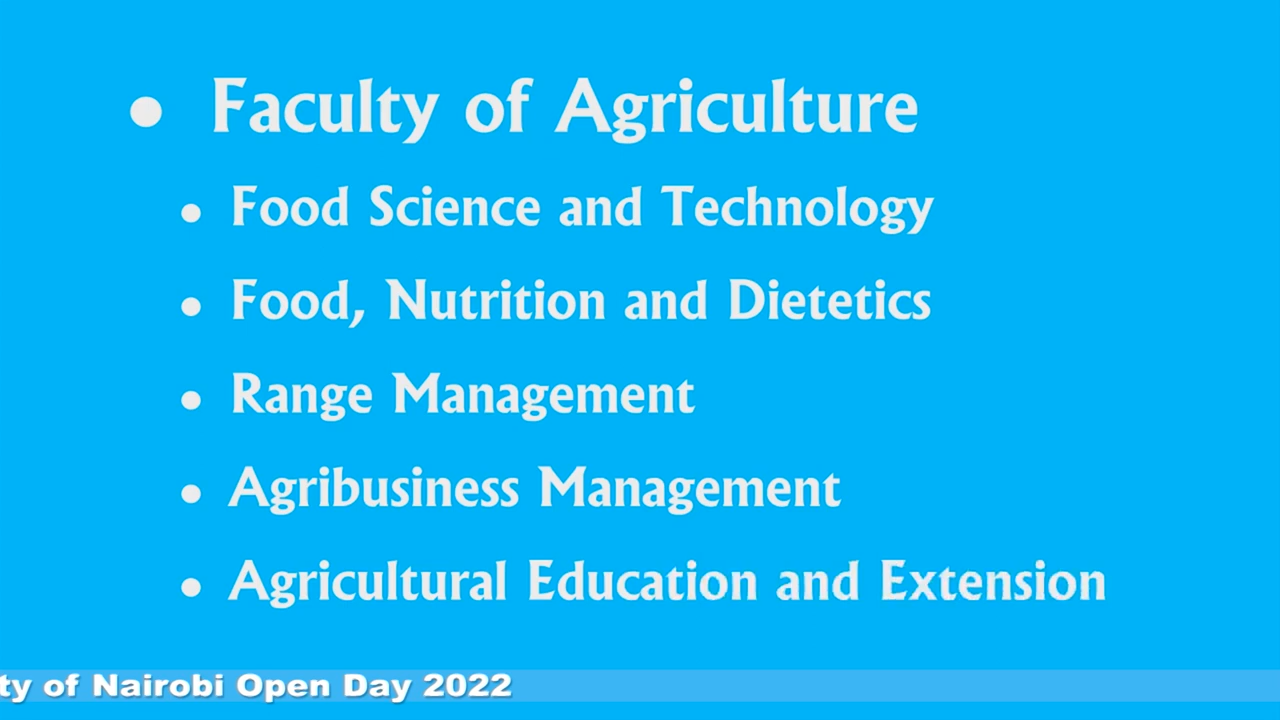 • Faculty of Agriculture
• Food Science and Technology
• Food, Nutrition and Dietetics
• Range Management
• Agribusiness Management
• Agricultural Education and Extension
ty of Nairobi Open Day 2022